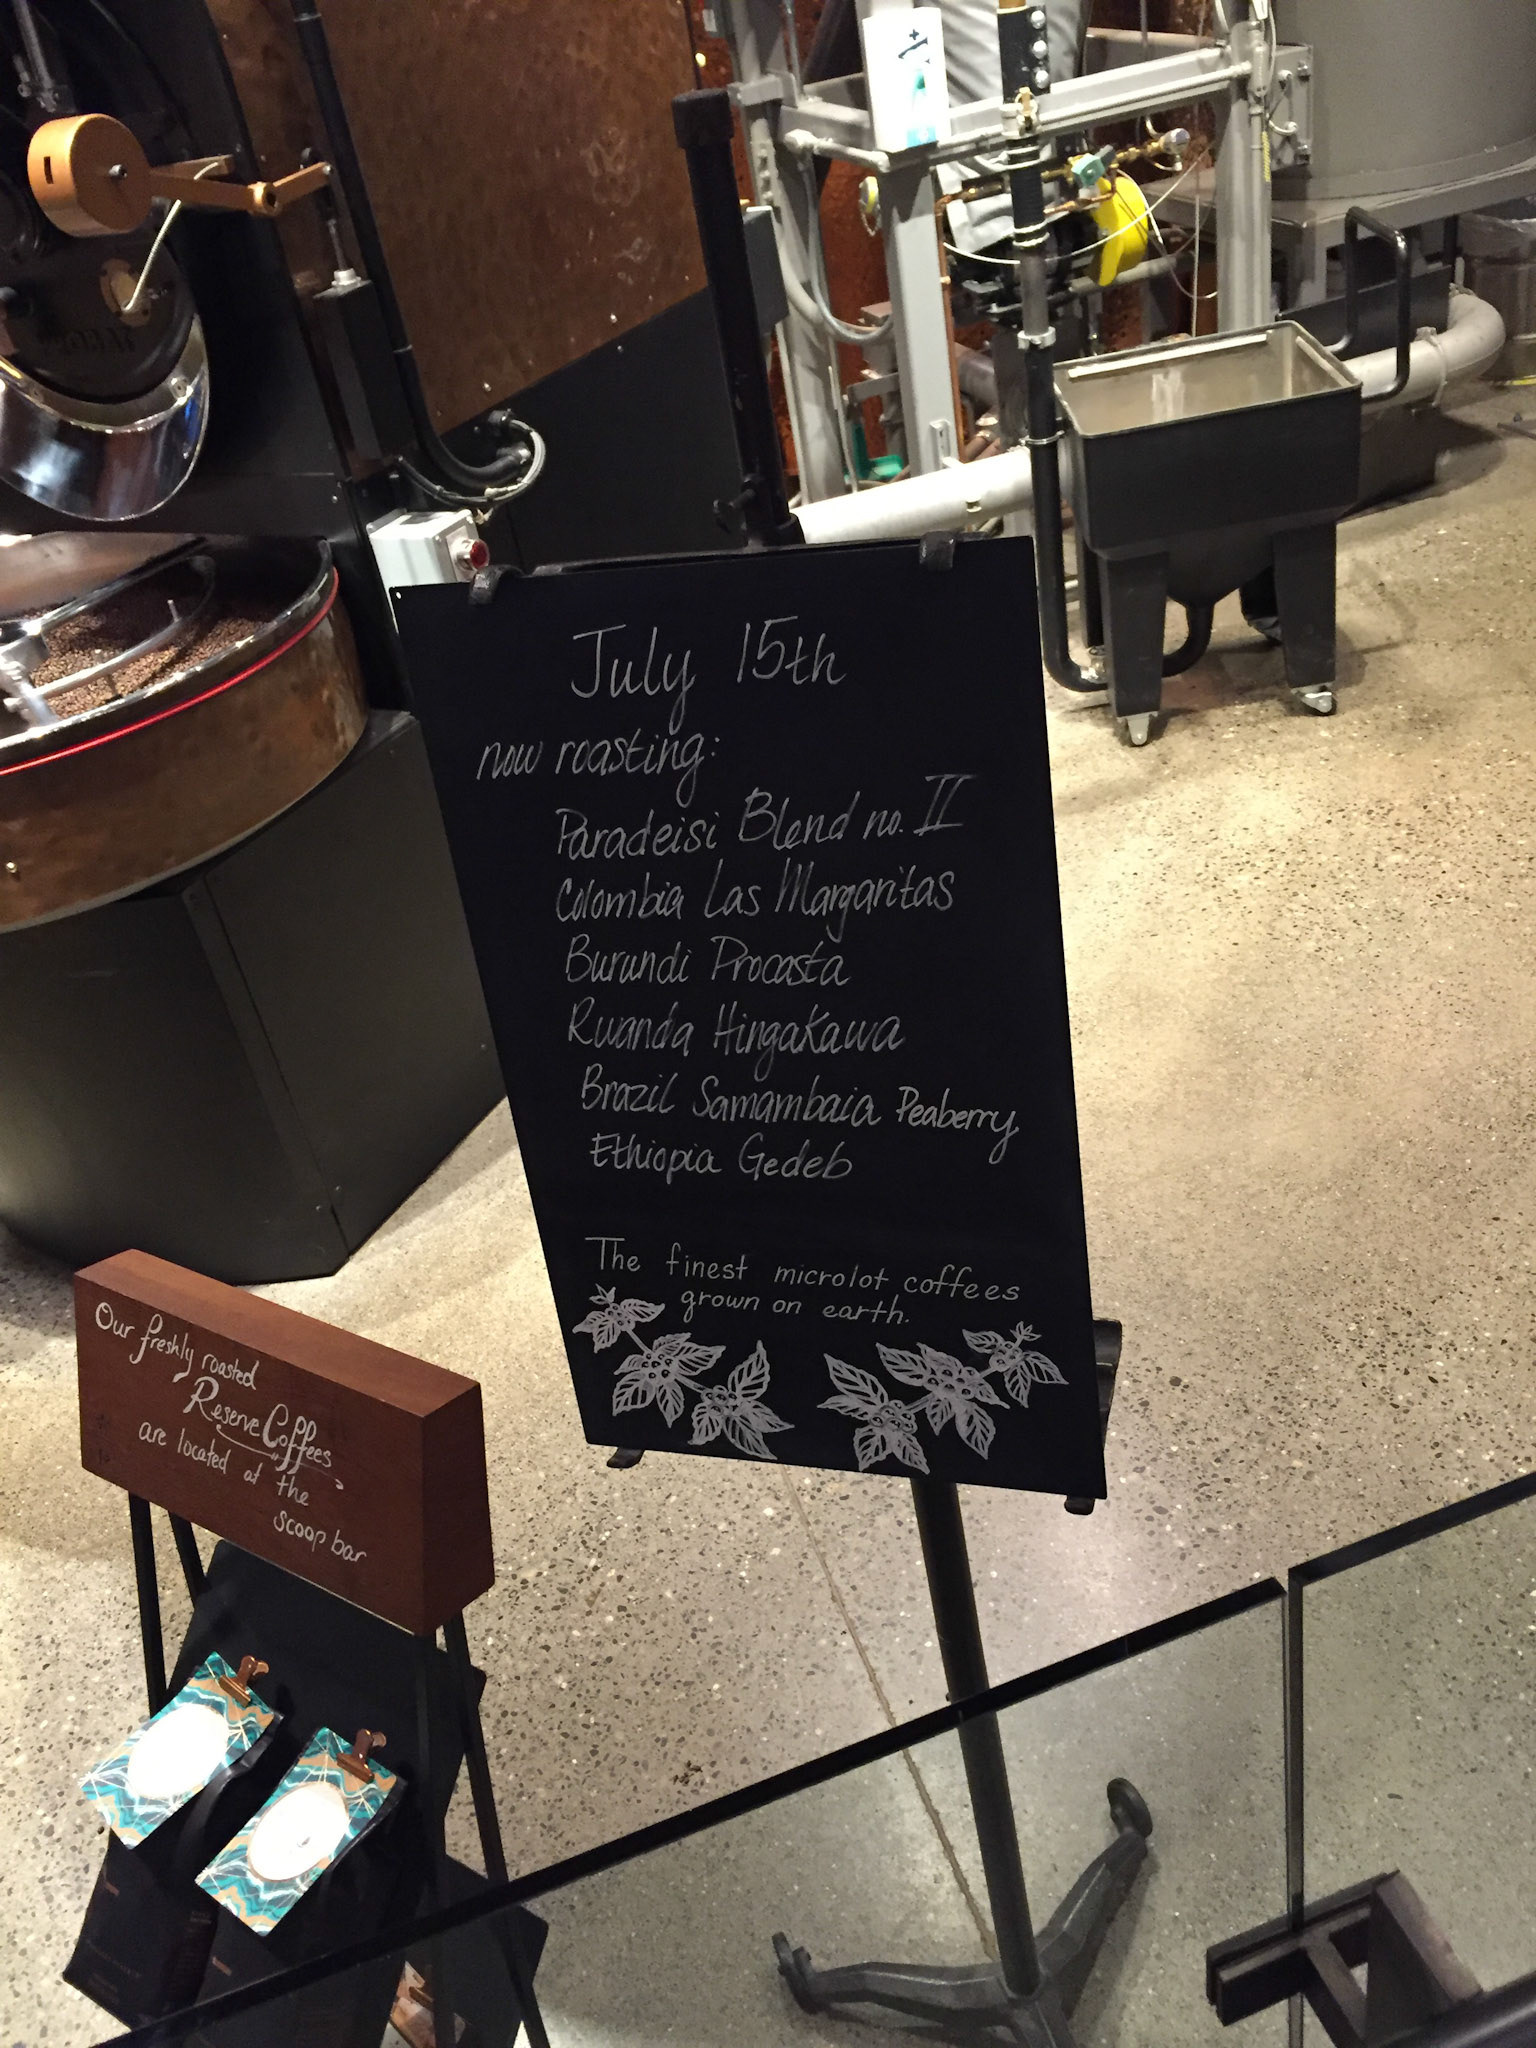 July 15th
now roasting:
Paradeisi Blend no. II
Colombia Las Margaritas
Burundi Procasta
Rwanda Hingakawa
Brazil Samambaia Peaberry
Ethiopia Gedeb
The finest microlot coffees
grown on earth.
Our freshly roasted
Reserve Coffees
are located at the
scoop bar